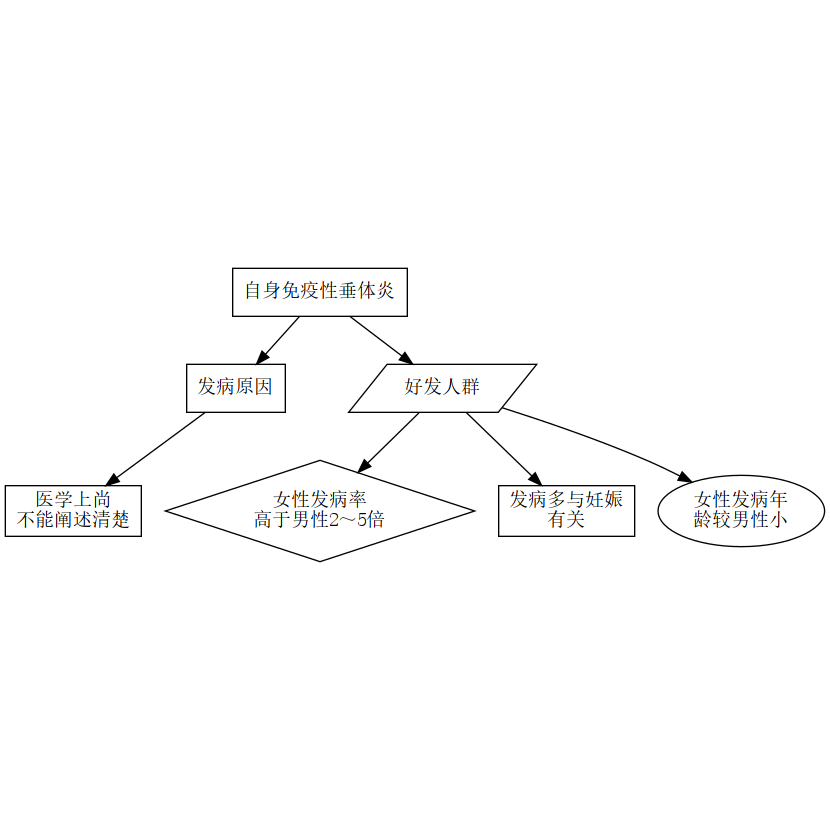 自身免疫性垂体炎
发病原因
好发人群
医学上尚
不能阐述清楚
女性发病率
高于男性2～5倍
发病多与妊娠
有关
女性发病年
龄较男性小